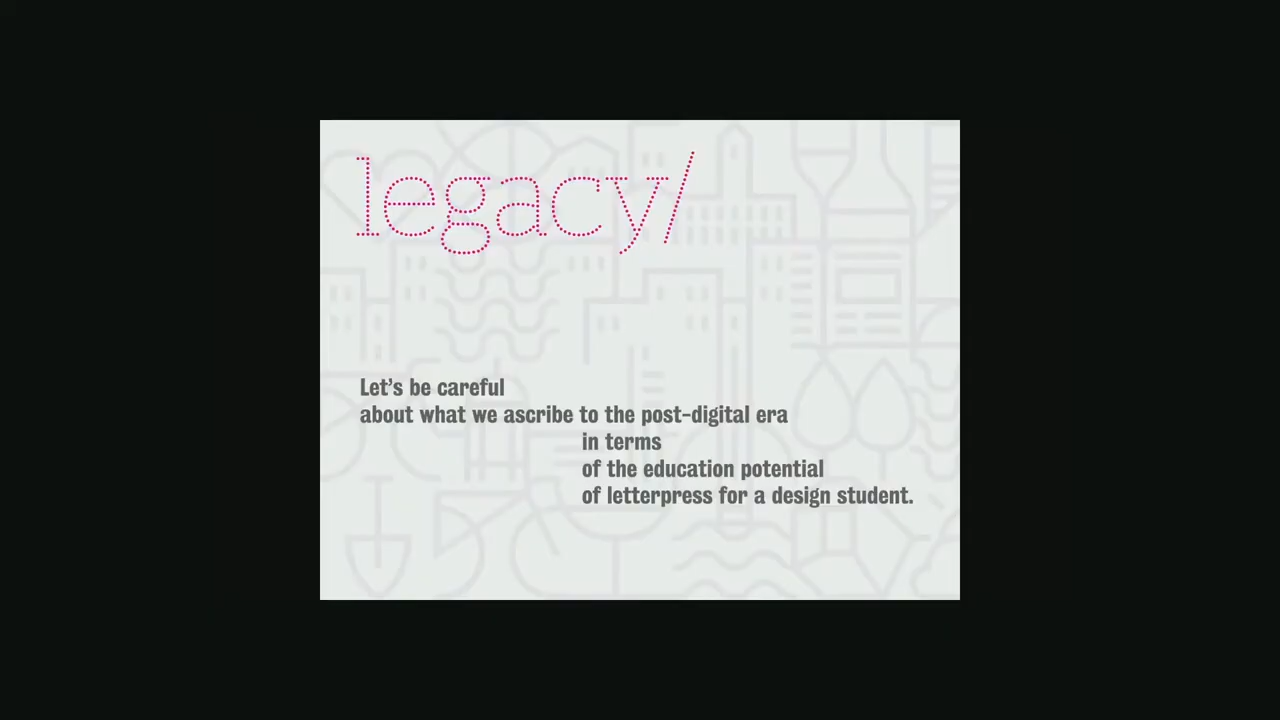 legacy/
Let's be careful
about what we ascribe to the post-digital era
in terms
of the education potential
of letterpress for a design student.